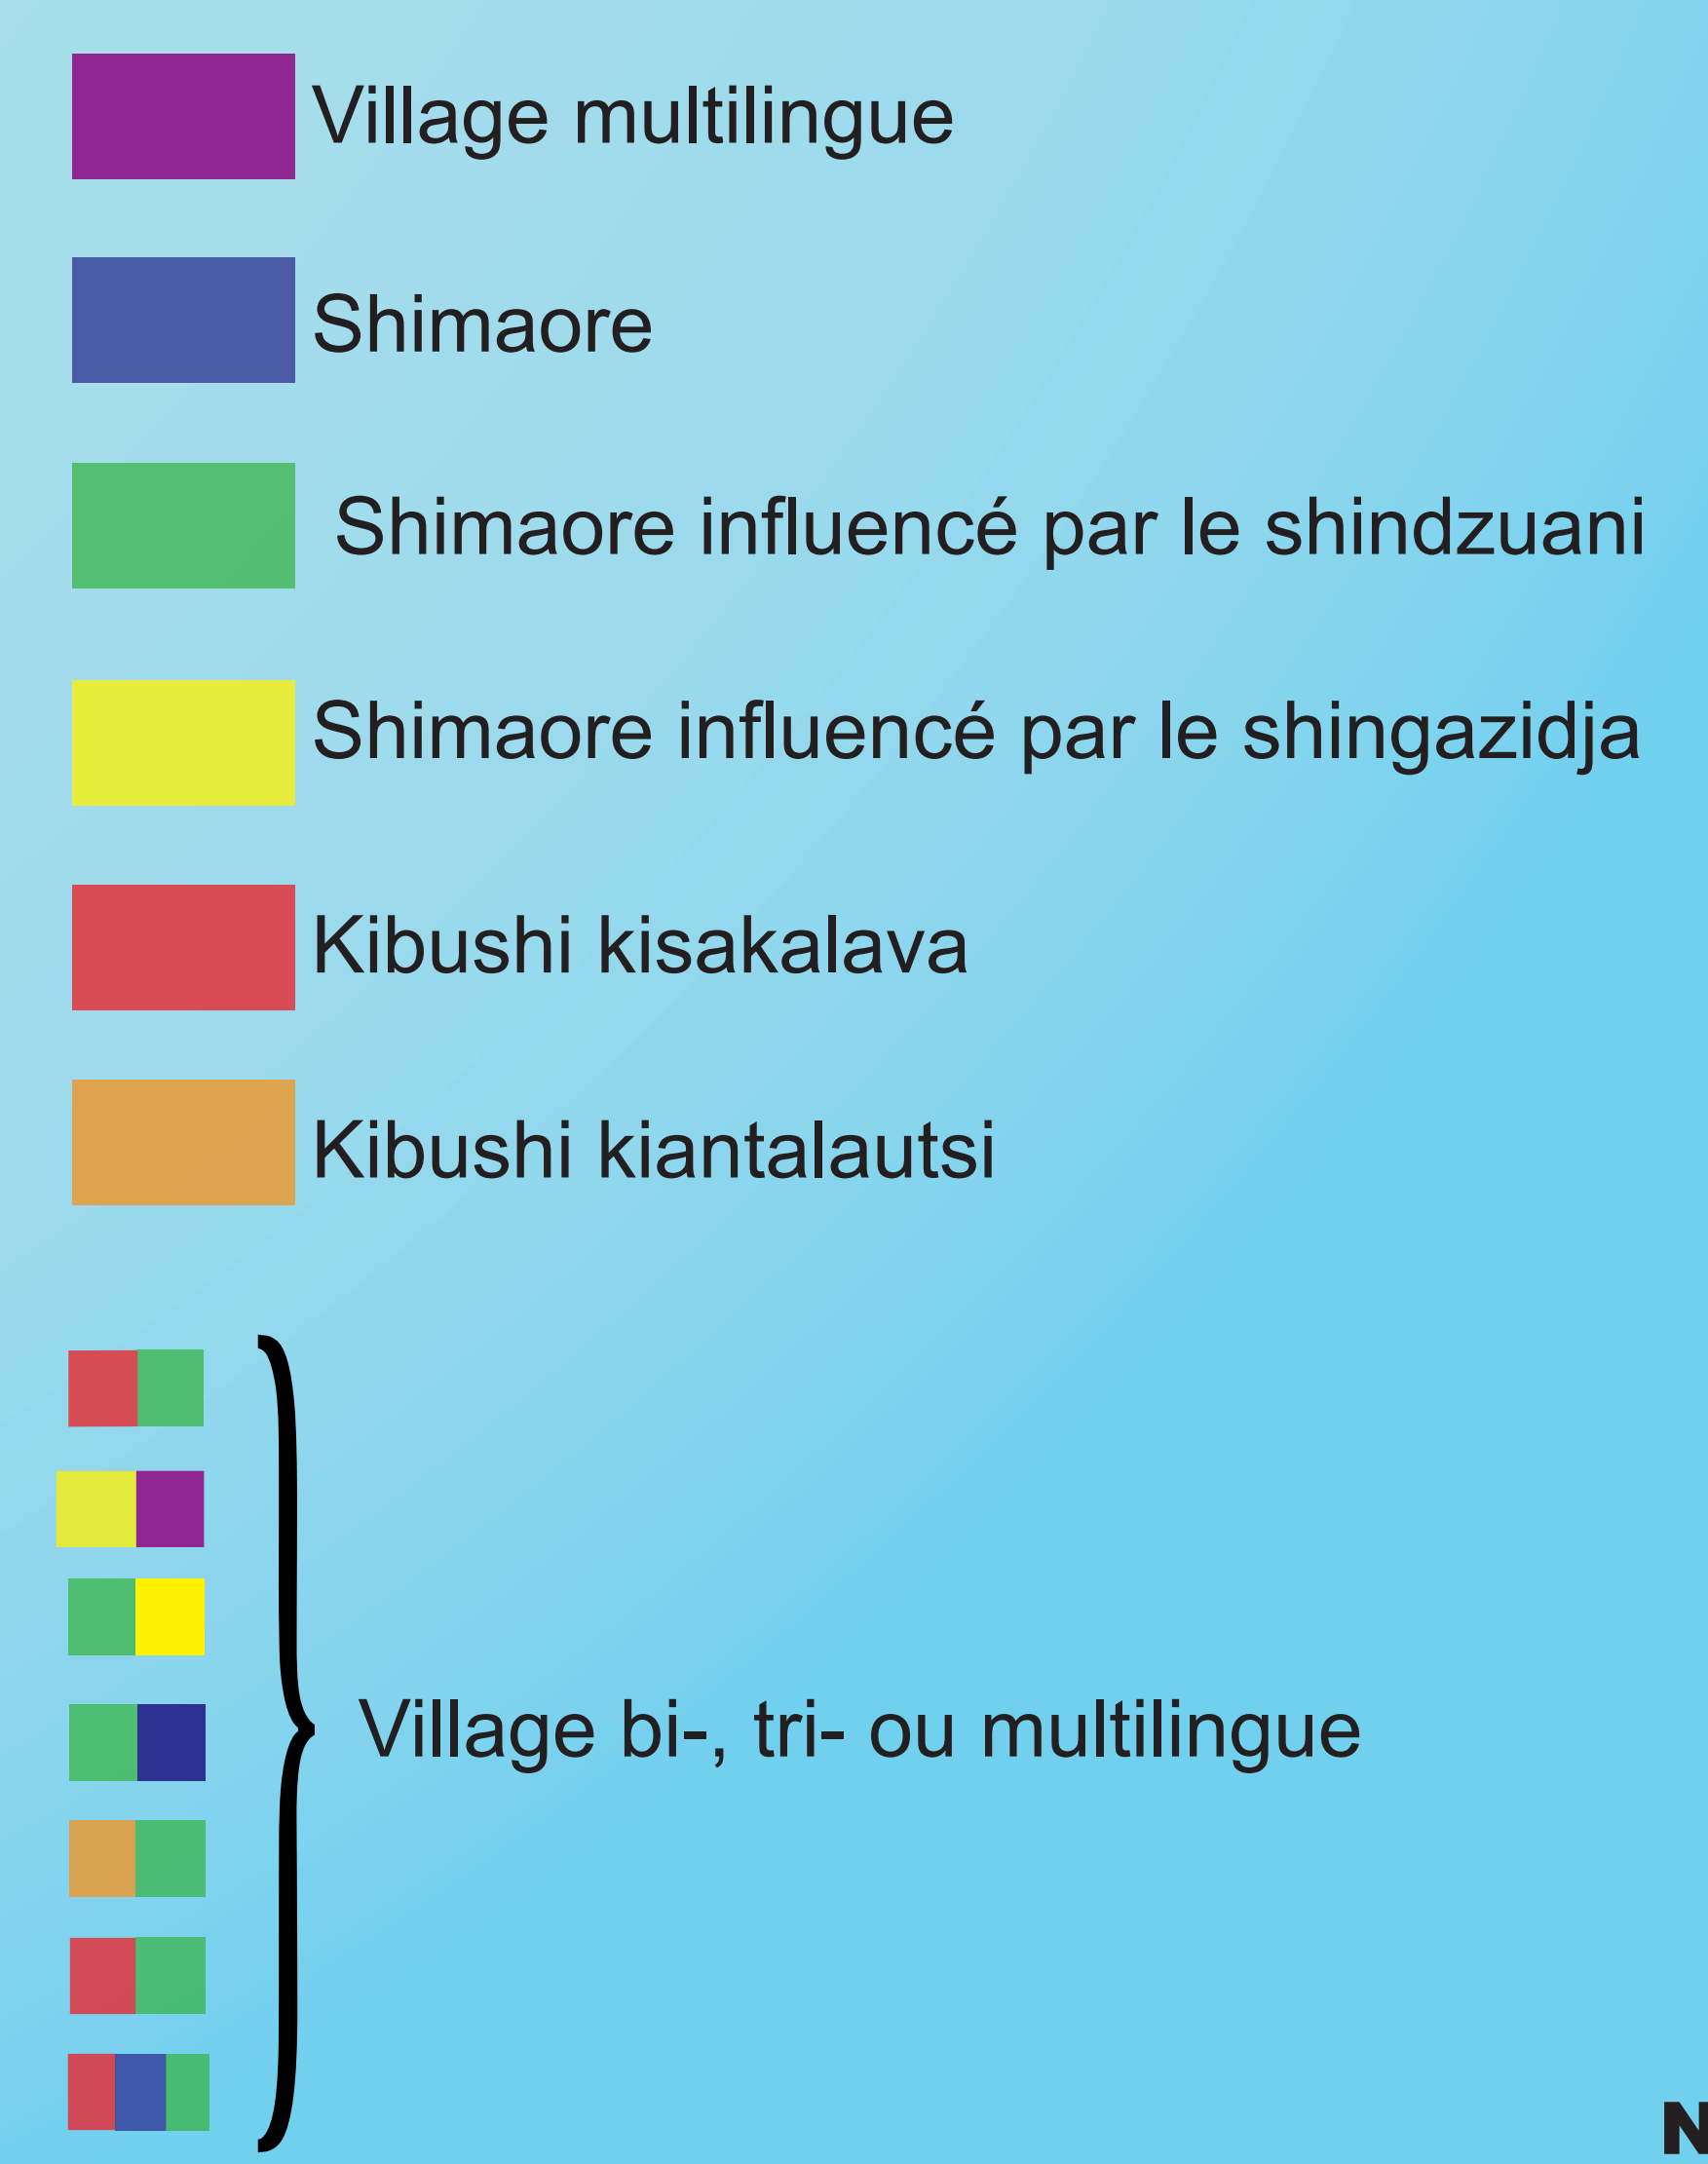 Village multilingue
Shimaore
Shimaore influencé par le shindzuani
Shimaore influencé par le shingazidja
Kibushi kisakalava
Kibushi kiantalautsi
Village bi-, tri- ou multilingue
N